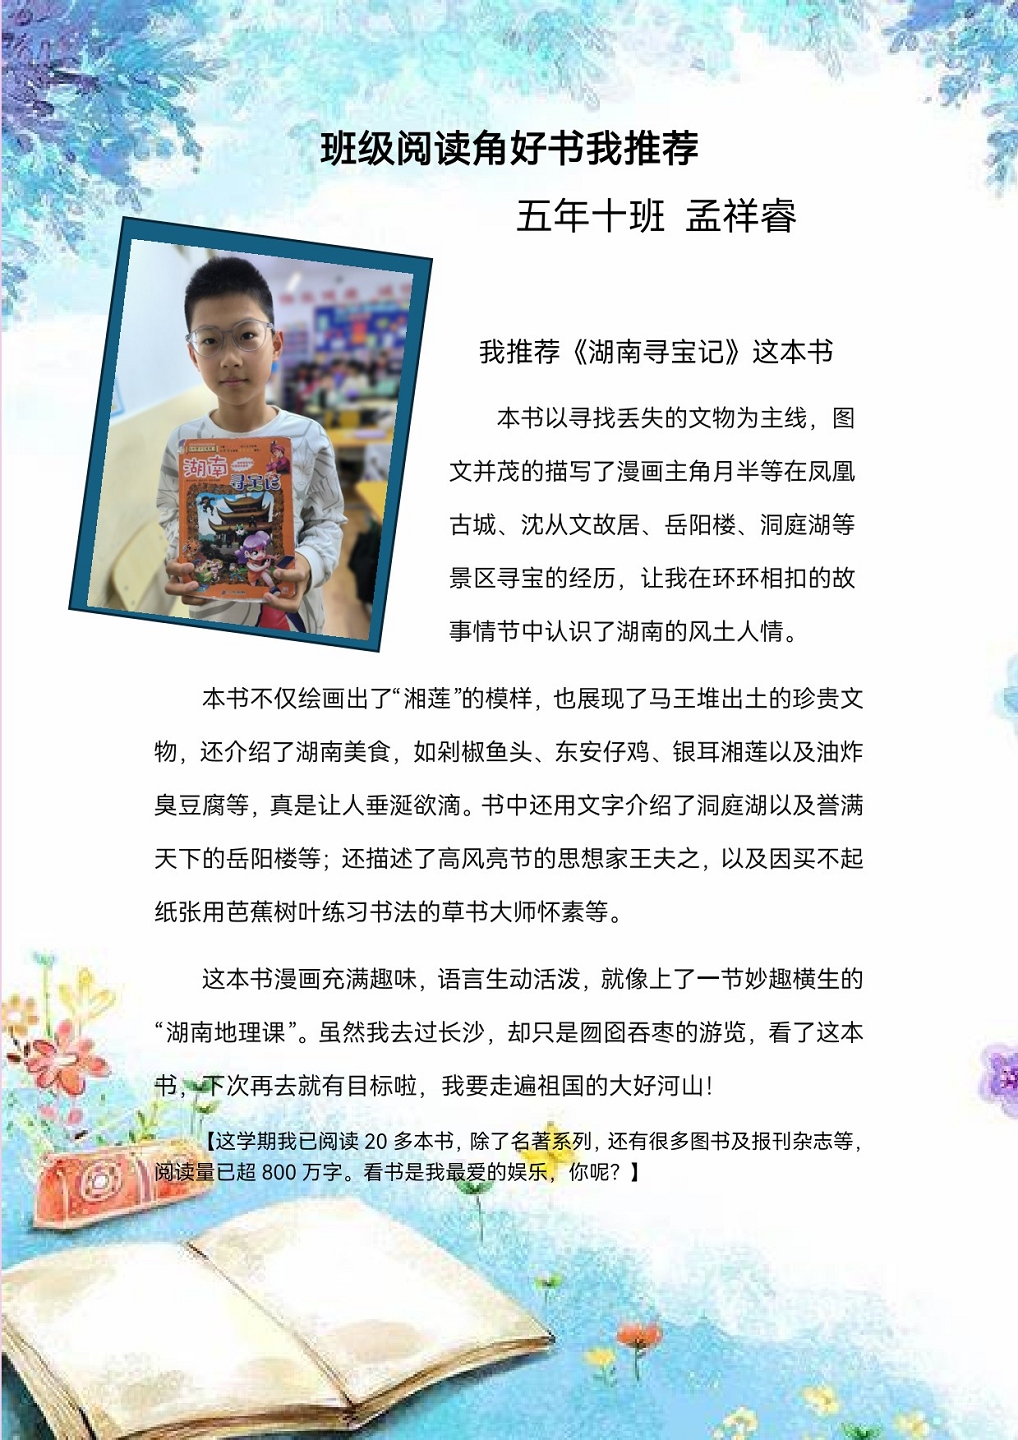 班级阅读角好书我推荐
五年十班 孟祥睿
湖南
寻宝记
我推荐《湖南寻宝记》这本书
本书以寻找丢失的文物为主线，图
文并茂的描写了漫画主角月半等在凤凰
古城、沈从文故居、岳阳楼、洞庭湖等
景区寻宝的经历，让我在环环相扣的故
事情节中认识了湖南的风土人情。
本书不仅绘画出了“湘莲”的模样，也展现了马王堆出土的珍贵文
物，还介绍了湖南美食，如剁椒鱼头、东安仔鸡、银耳湘莲以及油炸
臭豆腐等，真是让人垂涎欲滴。书中还用文字介绍了洞庭湖以及誉满
天下的岳阳楼等；还描述了高风亮节的思想家王夫之，以及因买不起
纸张用芭蕉树叶练习书法的草书大师怀素等。
这本书漫画充满趣味，语言生动活泼，就像上了一节妙趣横生的
“湖南地理课”。虽然我去过长沙，却只是囫囵吞枣的游览，看了这本
书，下次再去就有目标啦，我要走遍祖国的大好河山！
【这学期我已阅读 20 多本书，除了名著系列，还有很多图书及报刊杂志等，
阅读量已超 800 万字。看书是我最爱的娱乐，你呢？】